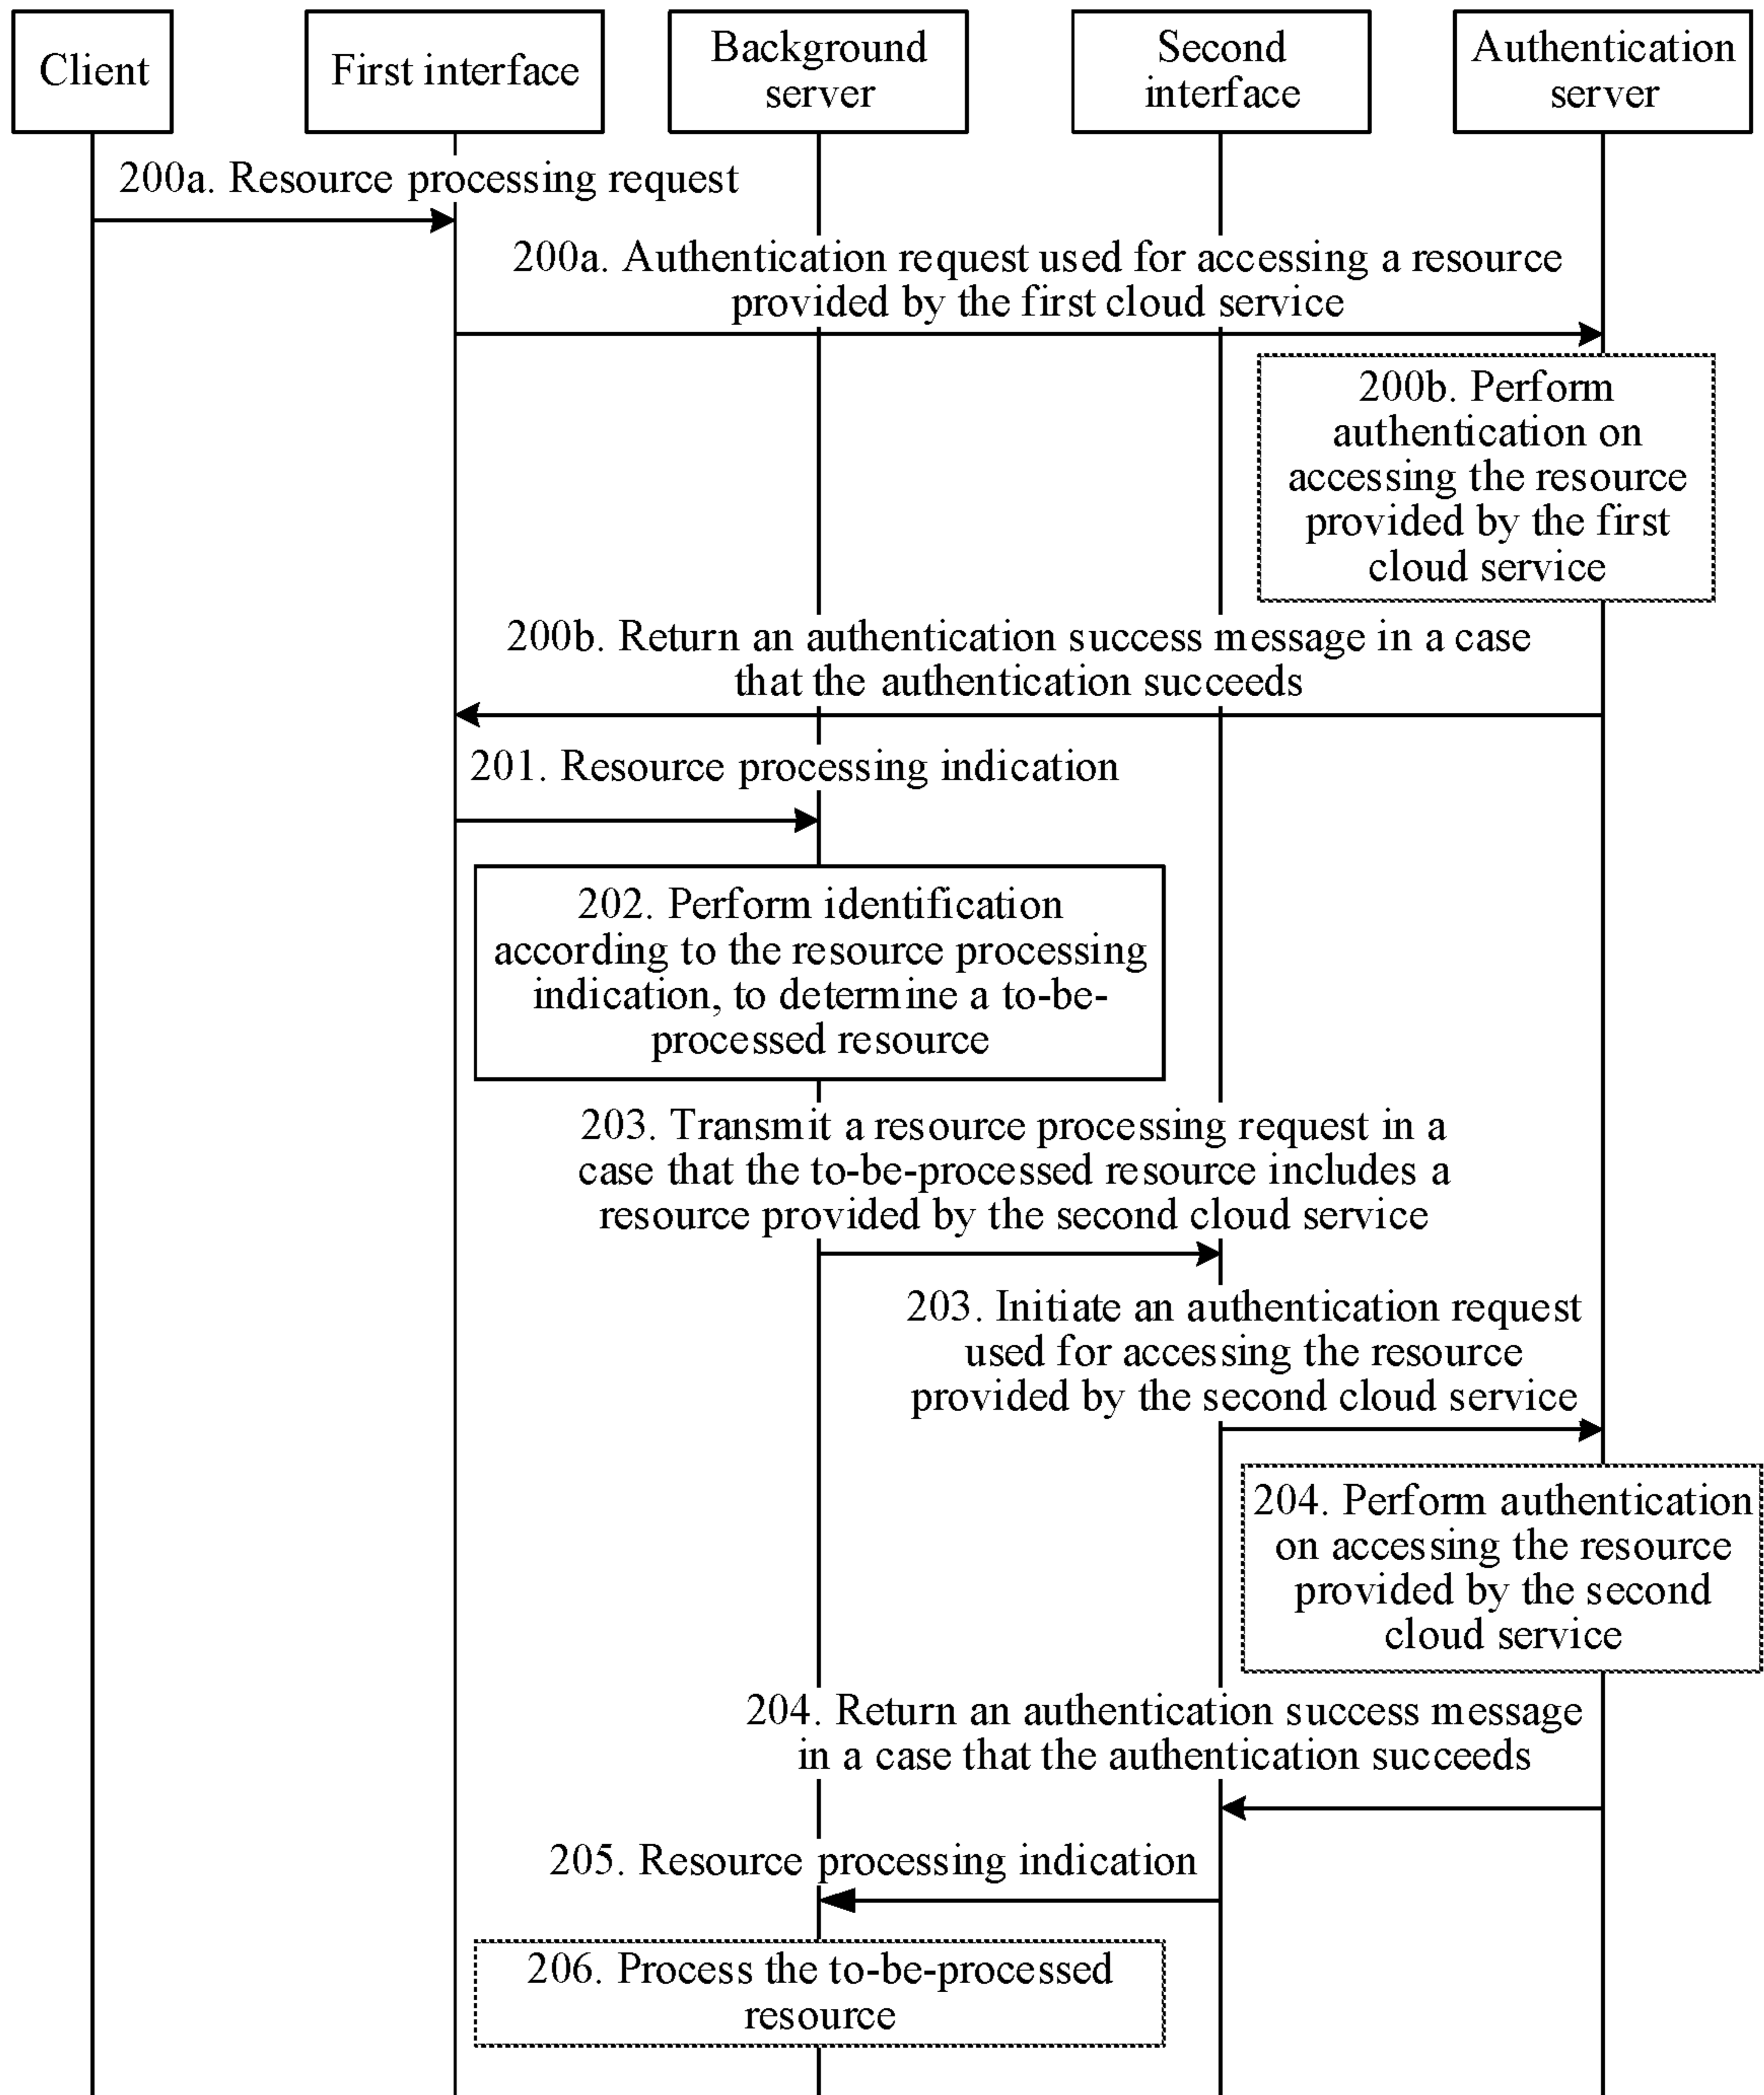 Client
First interface
Background
server
Second
interface
Authentication
server
200a. Resource processing request
200a. Authentication request used for accessing a resource
provided by the first cloud service
200b. Perform
authentication on
accessing the resource
provided by the first
cloud service
200b. Return an authentication success message in a case
that the authentication succeeds
201. Resource processing indication
202. Perform identification
according to the resource processing
indication, to determine a to-be-
processed resource
203. Transmit a resource processing request in a
case that the to-be-processed resource includes a
resource provided by the second cloud service
203. Initiate an authentication request
used for accessing the resource
provided by the second cloud service
204. Perform authentication
on accessing the resource
provided by the second
cloud service
204. Return an authentication success message
in a case that the authentication succeeds
205. Resource processing indication
206. Process the to-be-processed
resource